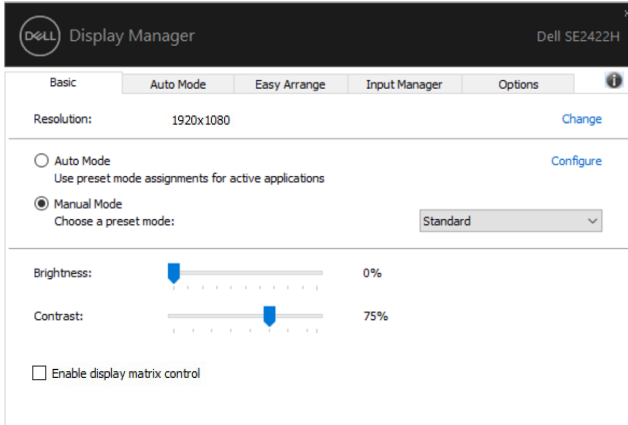 DELL Display Manager Dell SE2422H
Basic Auto Mode Easy Arrange Input Manager Options
Resolution: 1920x1080 Change
Auto Mode Configure
Use preset mode assignments for active applications
Manual Mode
Choose a preset mode: Standard
Brightness: 0%
Contrast: 75%
Enable display matrix control